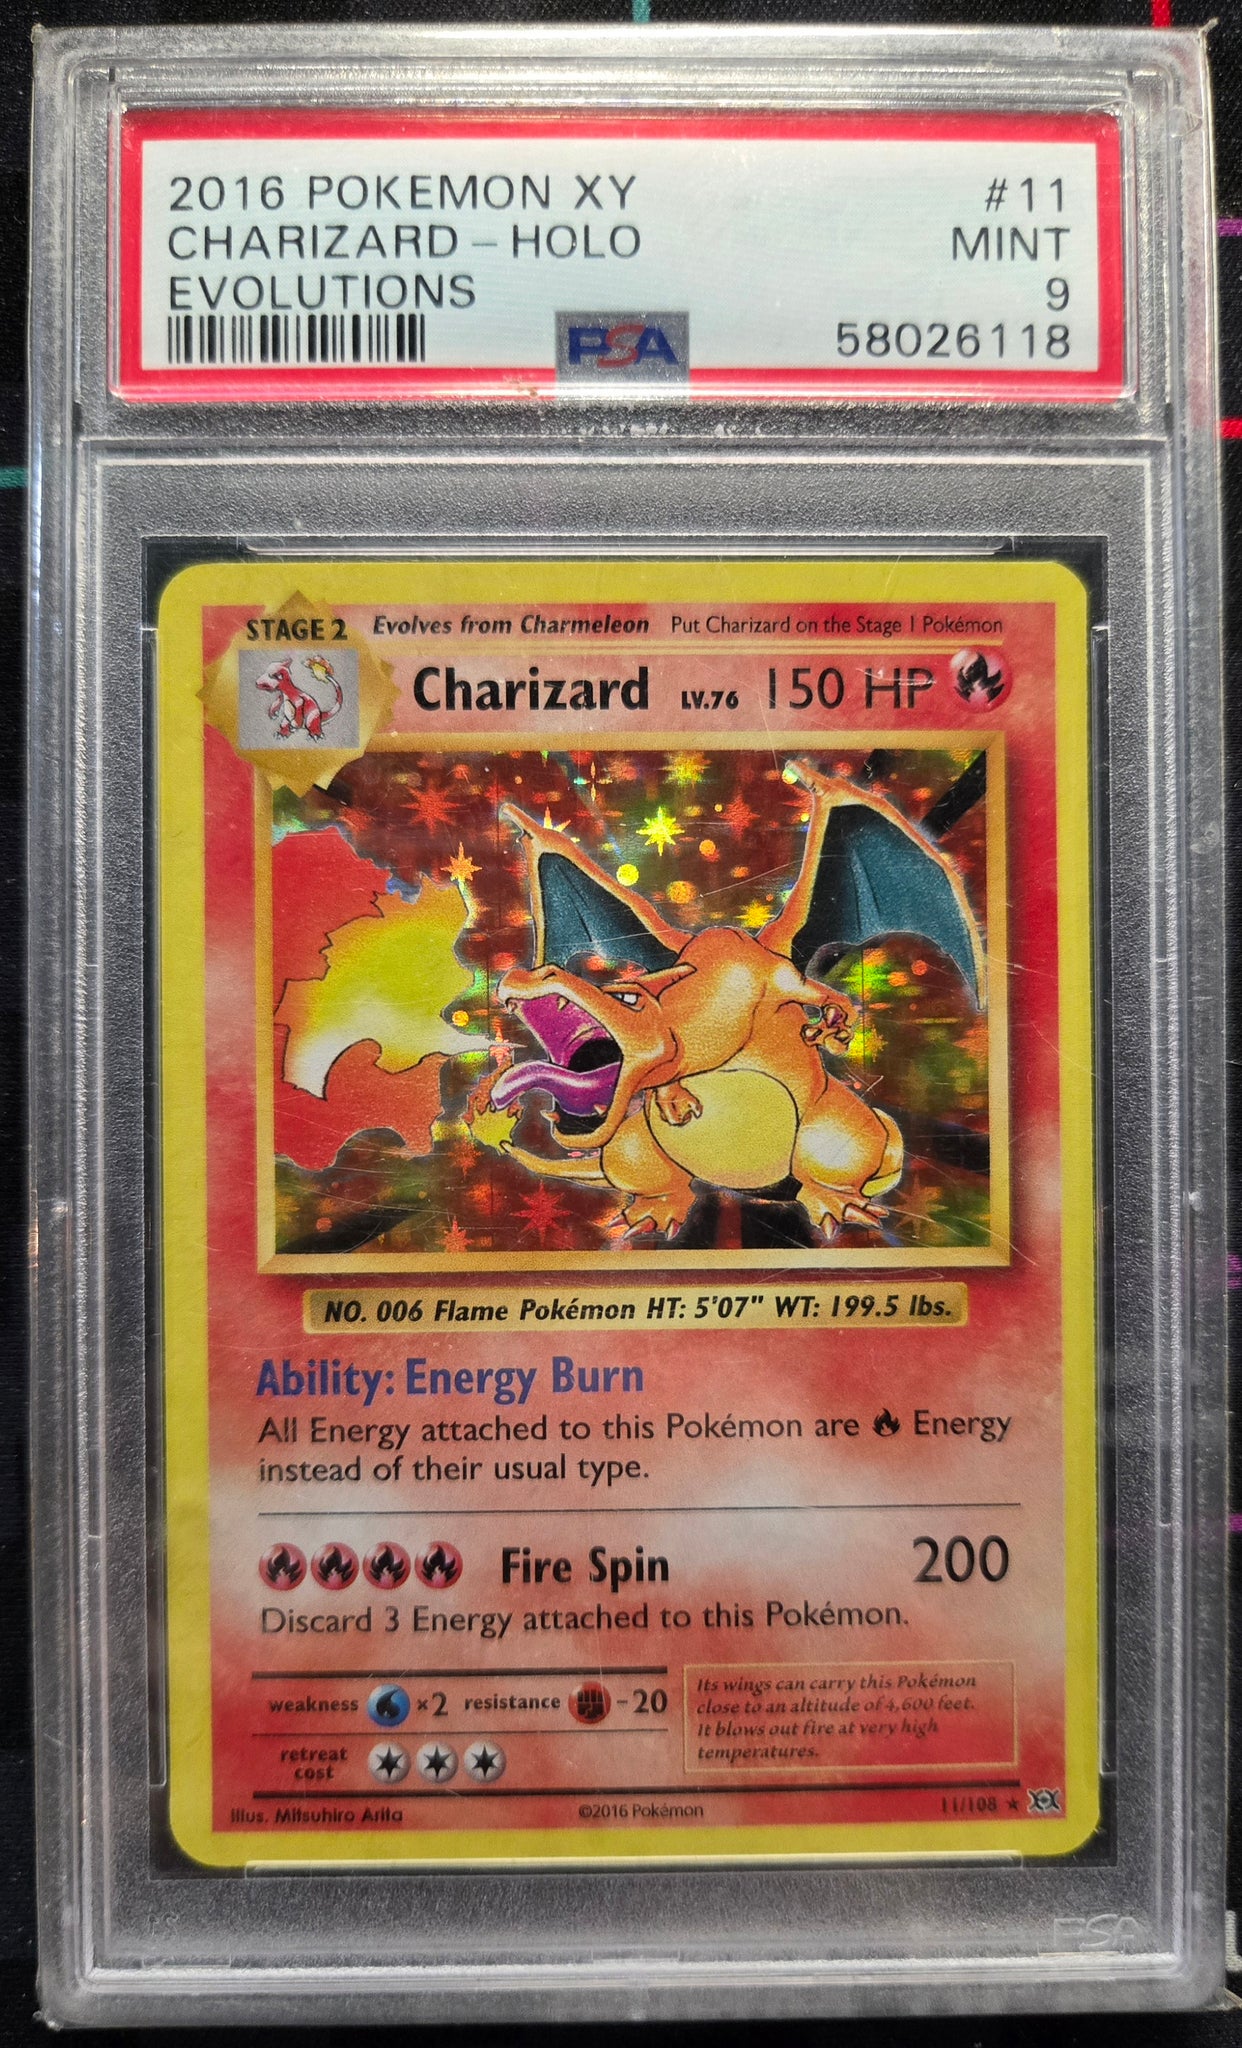 2016 POKEMON XY #11
CHARIZARD - HOLO MINT
EVOLUTIONS 9
PSA 58026118
STAGE 2 Evolves from Charmeleon Put Charizard on the Stage 1 Pokémon
Charizard LV.76 150 HP
NO. 006 Flame Pokémon HT: 5'07" WT: 199.5 lbs.
Ability: Energy Burn
All Energy attached to this Pokémon are Energy
instead of their usual type.
Fire Spin 200
Discard 3 Energy attached to this Pokémon.
weakness ×2 resistance -20
retreat
cost
Its wings can carry this Pokémon
close to an altitude of 4,600 feet.
It blows out fire at very high
temperatures.
Illus. Mitsuhiro Arita ©2016 Pokémon 11/108
PSA